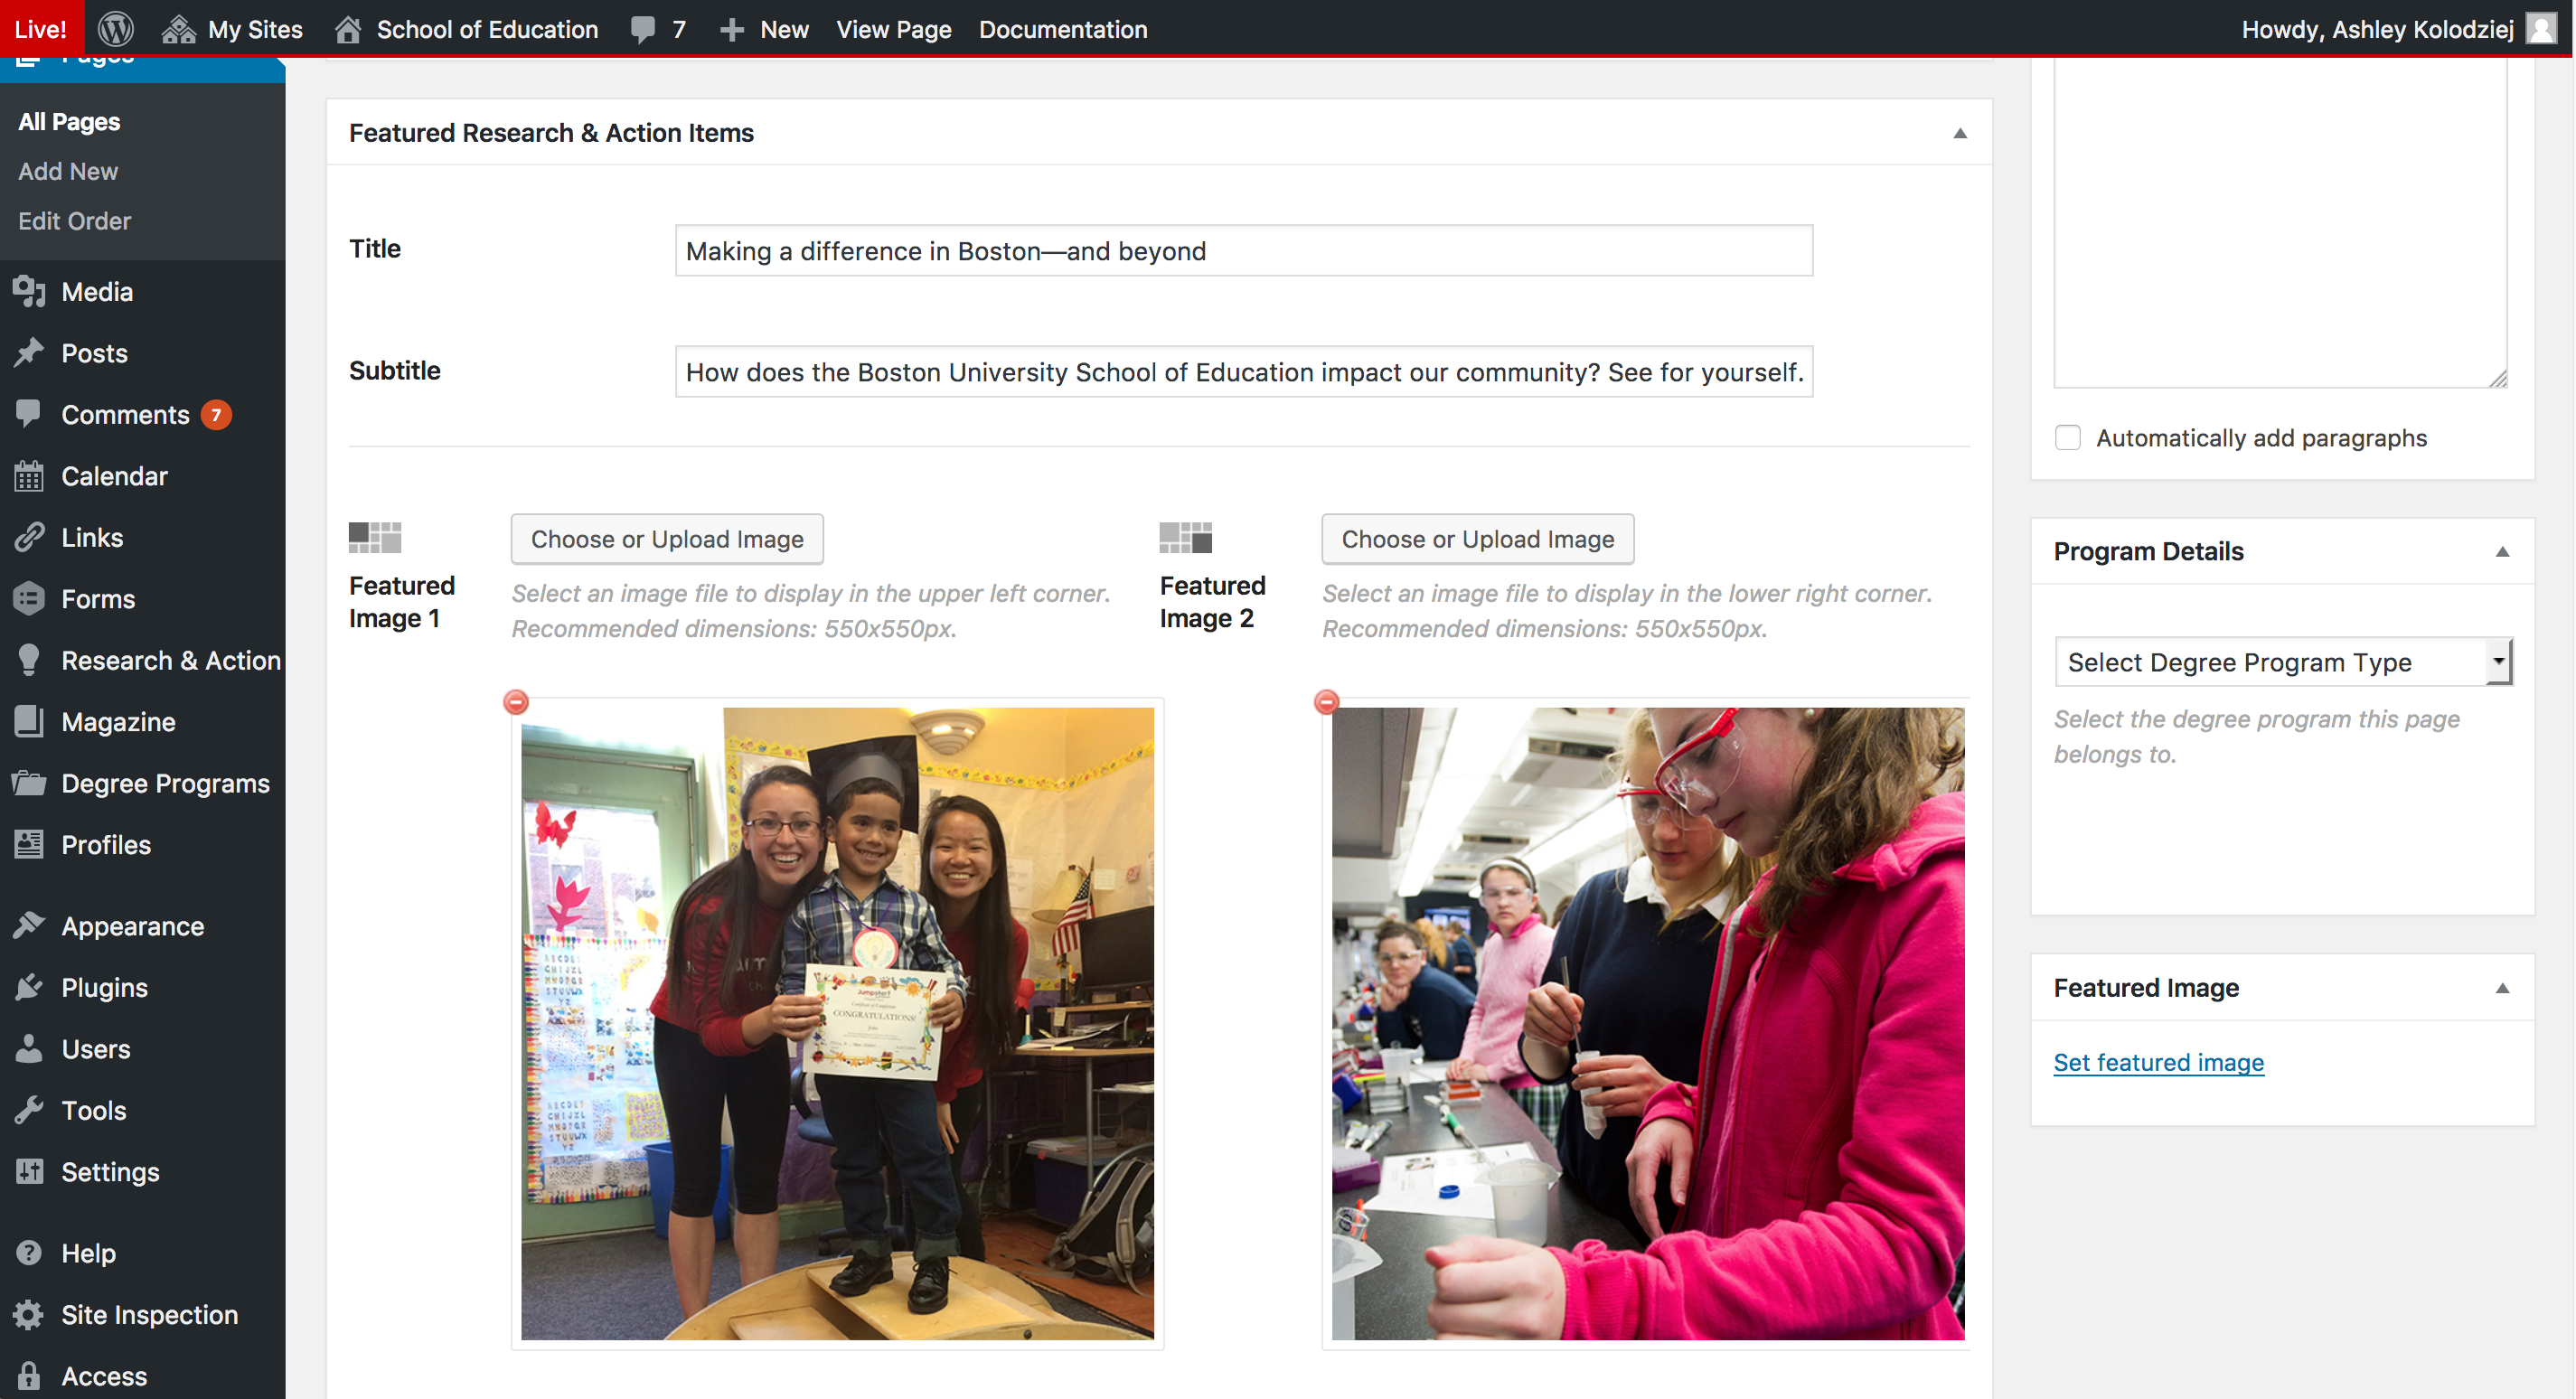 Live!
My Sites
School of Education
7
New
View Page
Documentation
Howdy, Ashley Kolodziej
Pages
All Pages
Add New
Edit Order
Media
Posts
Comments 7
Calendar
Links
Forms
Research & Action
Magazine
Degree Programs
Profiles
Appearance
Plugins
Users
Tools
Settings
Help
Site Inspection
Access
Featured Research & Action Items
Title
Making a difference in Boston—and beyond
Subtitle
How does the Boston University School of Education impact our community? See for yourself.
Featured
Image 1
Choose or Upload Image
Select an image file to display in the upper left corner.
Recommended dimensions: 550x550px.
Featured
Image 2
Choose or Upload Image
Select an image file to display in the lower right corner.
Recommended dimensions: 550x550px.
Jumpstart
Certificate of Completion
CONGRATULATIONS!
Automatically add paragraphs
Program Details
Select Degree Program Type
Select the degree program this page
belongs to.
Featured Image
Set featured image